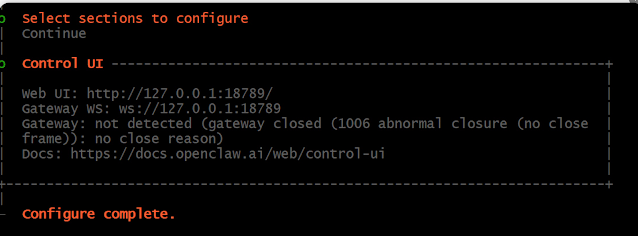 Select sections to configure
Continue
Control UI
Web UI: http://127.0.0.1:18789/
Gateway WS: ws://127.0.0.1:18789
Gateway: not detected (gateway closed (1006 abnormal closure (no close
frame)): no close reason)
Docs: https://docs.openclaw.ai/web/control-ui
Configure complete.